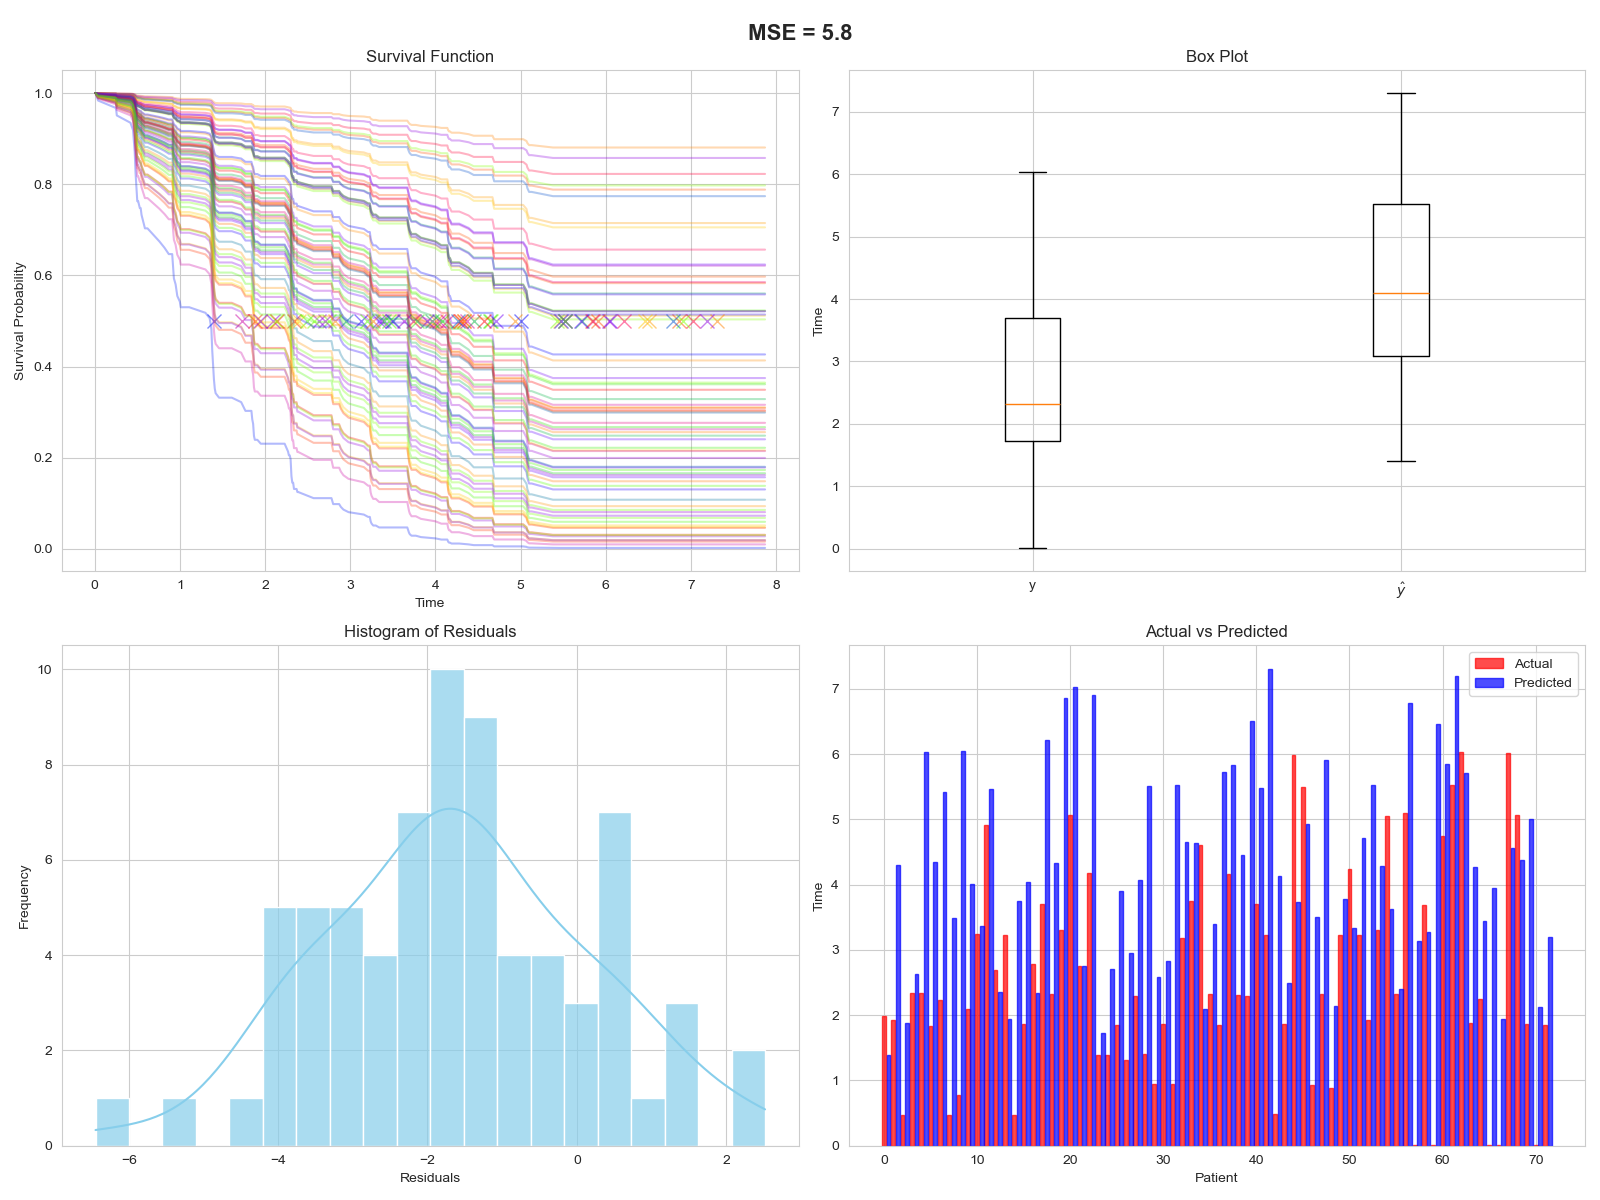 MSE = 5.8
Survival Function
Survival Probability
1.0
0.8
0.6
0.4
0.2
0.0
0 1 2 3 4 5 6 7 8
Time
Box Plot
Time
7
6
5
4
3
2
1
0
y ŷ
Histogram of Residuals
Frequency
10
8
6
4
2
0
−6 −4 −2 0 2
Residuals
Actual vs Predicted
Actual
Predicted
Time
7
6
5
4
3
2
1
0
0 10 20 30 40 50 60 70
Patient